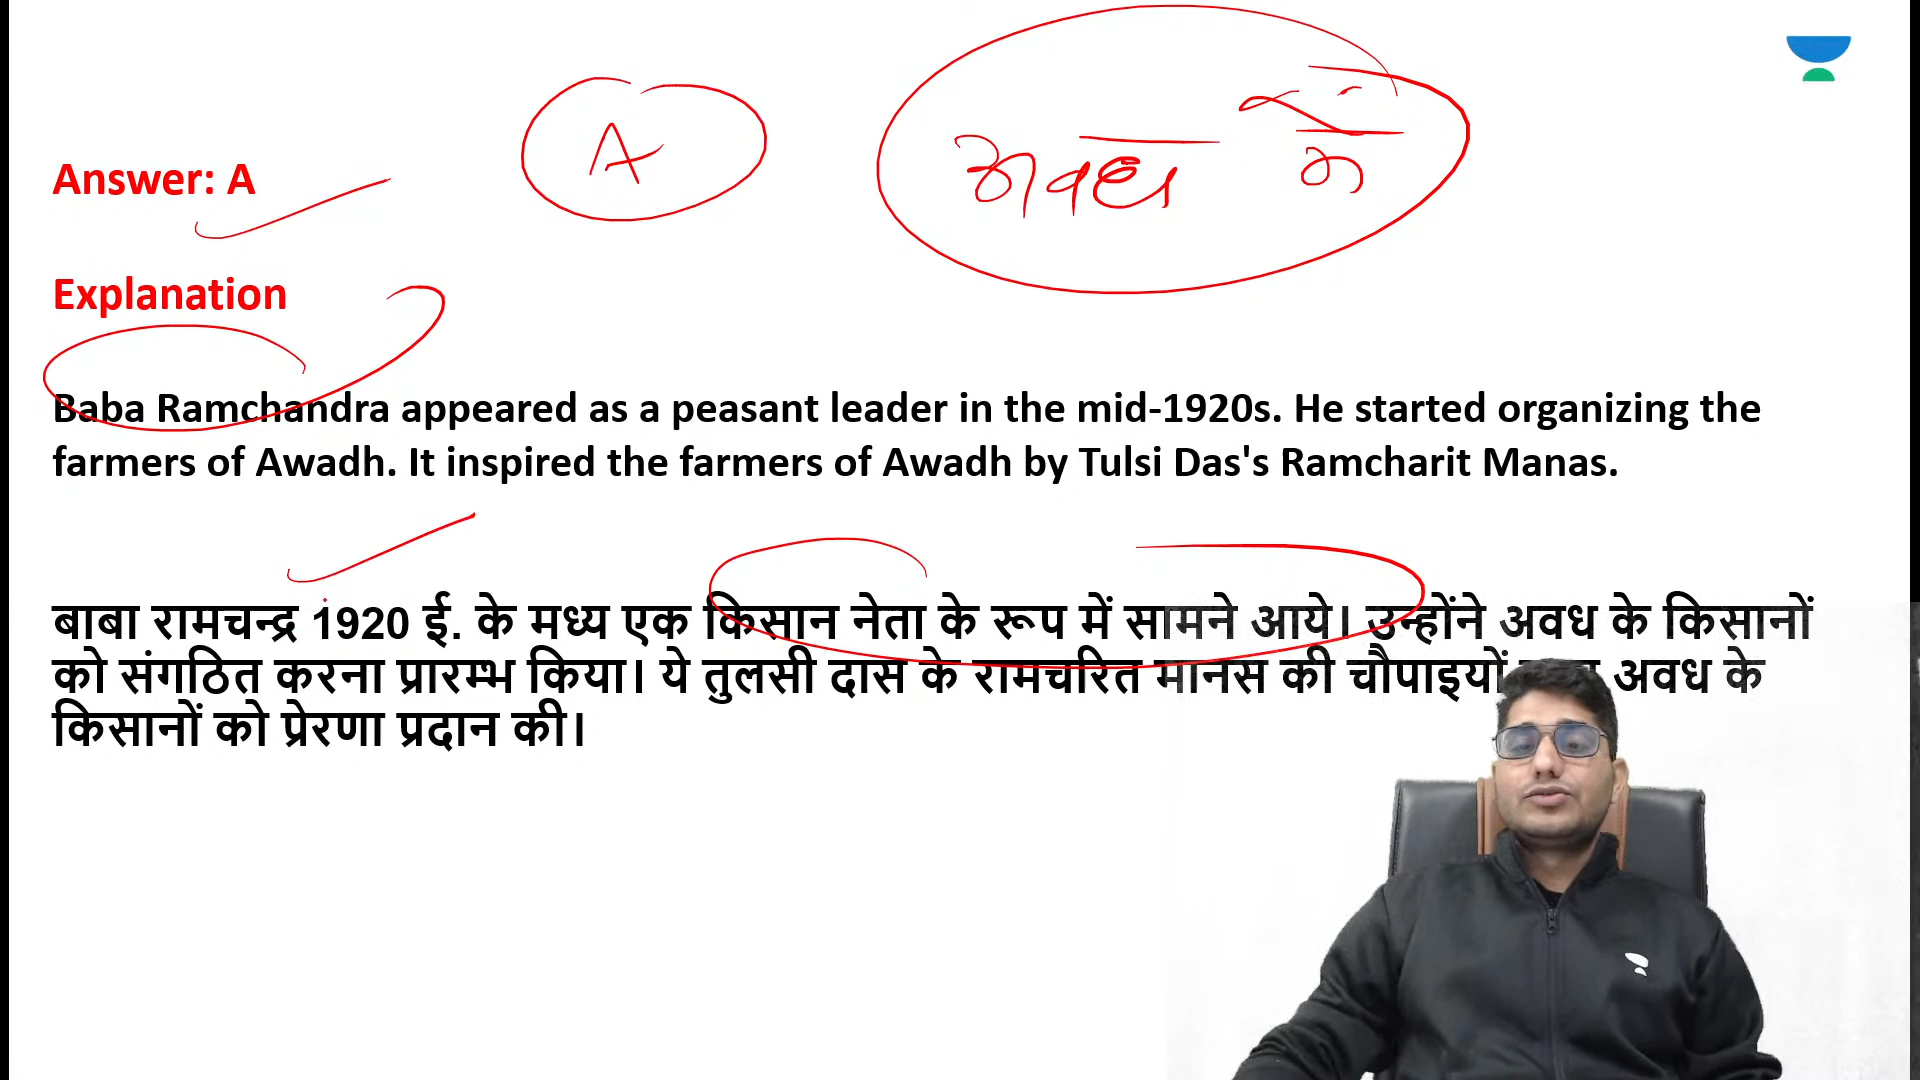 A
अवध में
Answer: A
Explanation
Baba Ramchandra appeared as a peasant leader in the mid-1920s. He started organizing the
farmers of Awadh. It inspired the farmers of Awadh by Tulsi Das's Ramcharit Manas.
बाबा रामचन्द्र 1920 ई. के मध्य एक किसान नेता के रूप में सामने आये। उन्होंने अवध के किसानों
को संगठित करना प्रारम्भ किया। ये तुलसी दास के रामचरित मानस की चौपाइयों अवध के
किसानों को प्रेरणा प्रदान की।